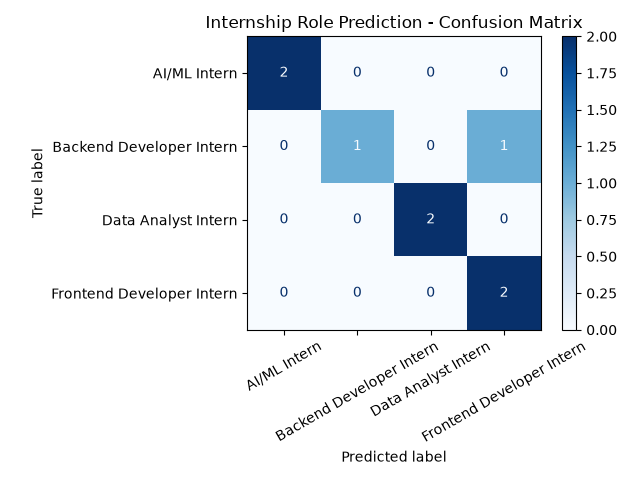 Internship Role Prediction - Confusion Matrix
True label
AI/ML Intern 2 0 0 0
Backend Developer Intern 0 1 0 1
Data Analyst Intern 0 0 2 0
Frontend Developer Intern 0 0 0 2
AI/ML Intern
Backend Developer Intern
Data Analyst Intern
Frontend Developer Intern
Predicted label
2.00
1.75
1.50
1.25
1.00
0.75
0.50
0.25
0.00